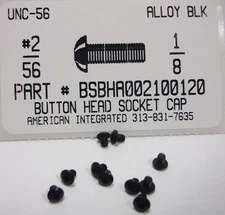 UNC-56 ALLOY BLK
#2 1
56 8
PART # BSBHA002100120
BUTTON HEAD SOCKET CAP
AMERICAN INTEGRATED 313-831-7635